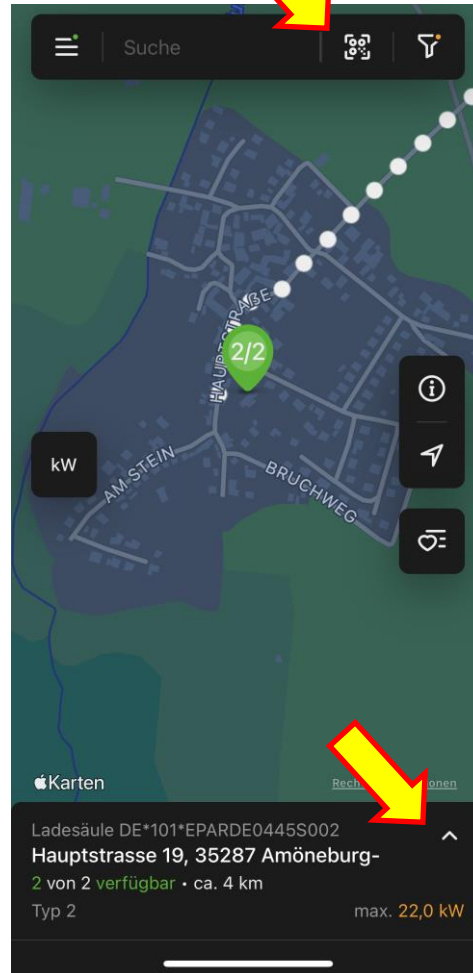 Suche
HAUPTSTRAßE
2/2
kW
AM STEIN
BRUCHWEG
Karten
Ladesäule DE*101*EPARDE0445S002
Hauptstrasse 19, 35287 Amöneburg-
2 von 2 verfügbar • ca. 4 km
Typ 2 max. 22,0 kW